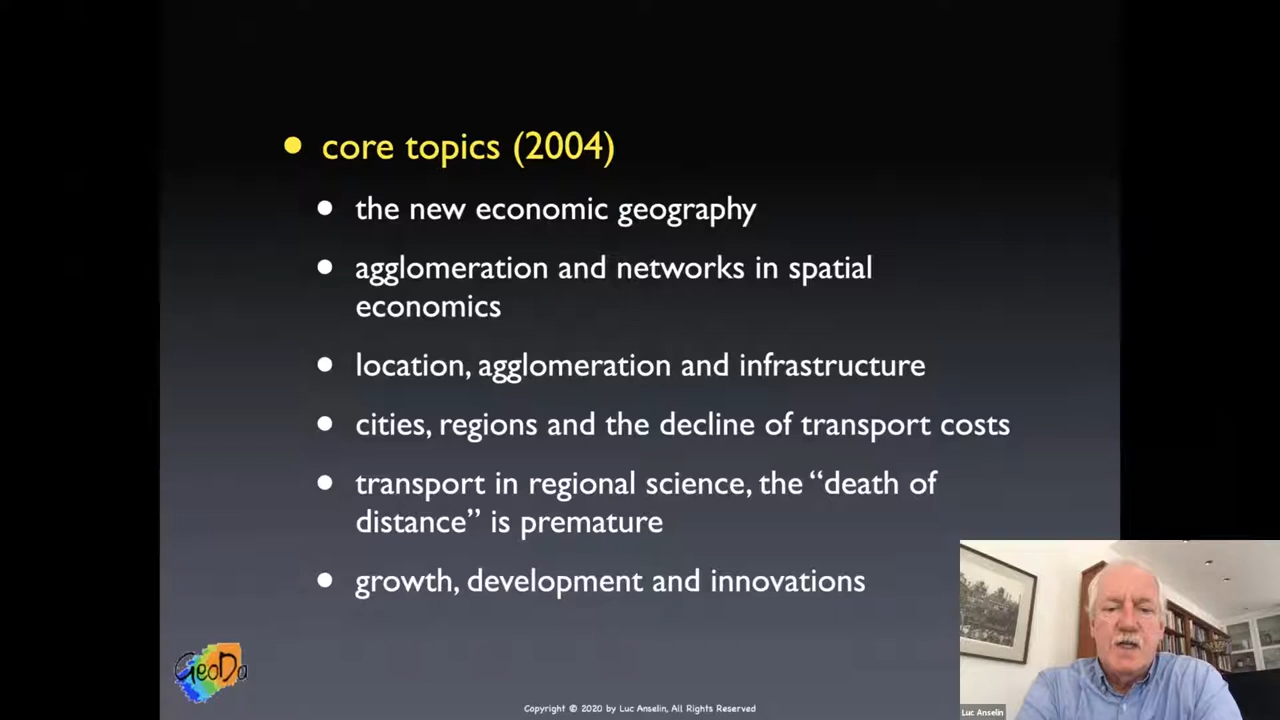 core topics (2004)
the new economic geography
agglomeration and networks in spatial
economics
location, agglomeration and infrastructure
cities, regions and the decline of transport costs
transport in regional science, the “death of
distance” is premature
growth, development and innovations
GeoDa
Copyright © 2020 by Luc Anselin, All Rights Reserved
Luc Anselin